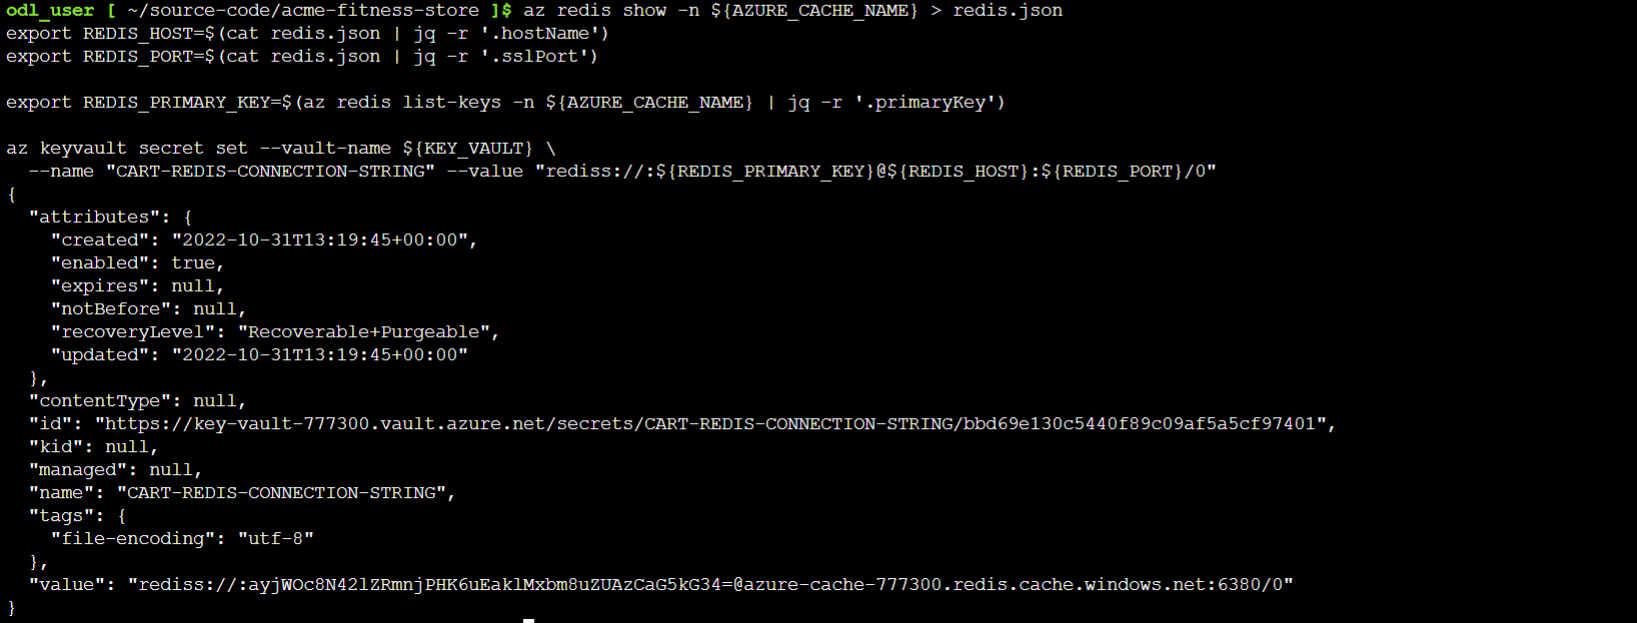 odl_user [ ~/source-code/acme-fitness-store ]$ az redis show -n ${AZURE_CACHE_NAME} > redis.json
export REDIS_HOST=$(cat redis.json | jq -r '.hostName')
export REDIS_PORT=$(cat redis.json | jq -r '.sslPort')
export REDIS_PRIMARY_KEY=$(az redis list-keys -n ${AZURE_CACHE_NAME} | jq -r '.primaryKey')
az keyvault secret set --vault-name ${KEY_VAULT} \
  --name "CART-REDIS-CONNECTION-STRING" --value "rediss://:${REDIS_PRIMARY_KEY}@${REDIS_HOST}:${REDIS_PORT}/0"
{
  "attributes": {
    "created": "2022-10-31T13:19:45+00:00",
    "enabled": true,
    "expires": null,
    "notBefore": null,
    "recoveryLevel": "Recoverable+Purgeable",
    "updated": "2022-10-31T13:19:45+00:00"
  },
  "contentType": null,
  "id": "https://key-vault-777300.vault.azure.net/secrets/CART-REDIS-CONNECTION-STRING/bbd69e130c5440f89c09af5a5cf97401",
  "kid": null,
  "managed": null,
  "name": "CART-REDIS-CONNECTION-STRING",
  "tags": {
    "file-encoding": "utf-8"
  },
  "value": "rediss://:ayjWOc8N42lZRmnjPHK6uEaklMxbm8uZUAzCaG5kG34=@azure-cache-777300.redis.cache.windows.net:6380/0"
}